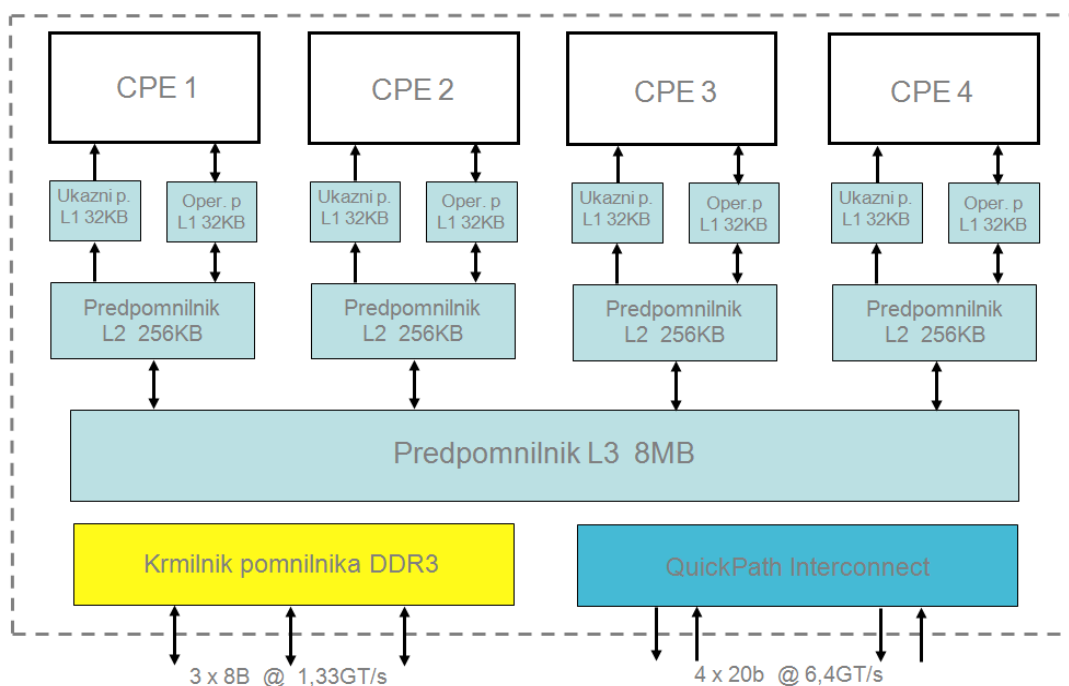 CPE 1
CPE 2
CPE 3
CPE 4
Ukazni p.
L1 32KB
Oper. p
L1 32KB
Ukazni p.
L1 32KB
Oper. p
L1 32KB
Ukazni p.
L1 32KB
Oper. p
L1 32KB
Ukazni p.
L1 32KB
Oper. p
L1 32KB
Predpomnilnik
L2 256KB
Predpomnilnik
L2 256KB
Predpomnilnik
L2 256KB
Predpomnilnik
L2 256KB
Predpomnilnik L3 8MB
Krmilnik pomnilnika DDR3
QuickPath Interconnect
3 x 8B @ 1,33GT/s
4 x 20b @ 6,4GT/s